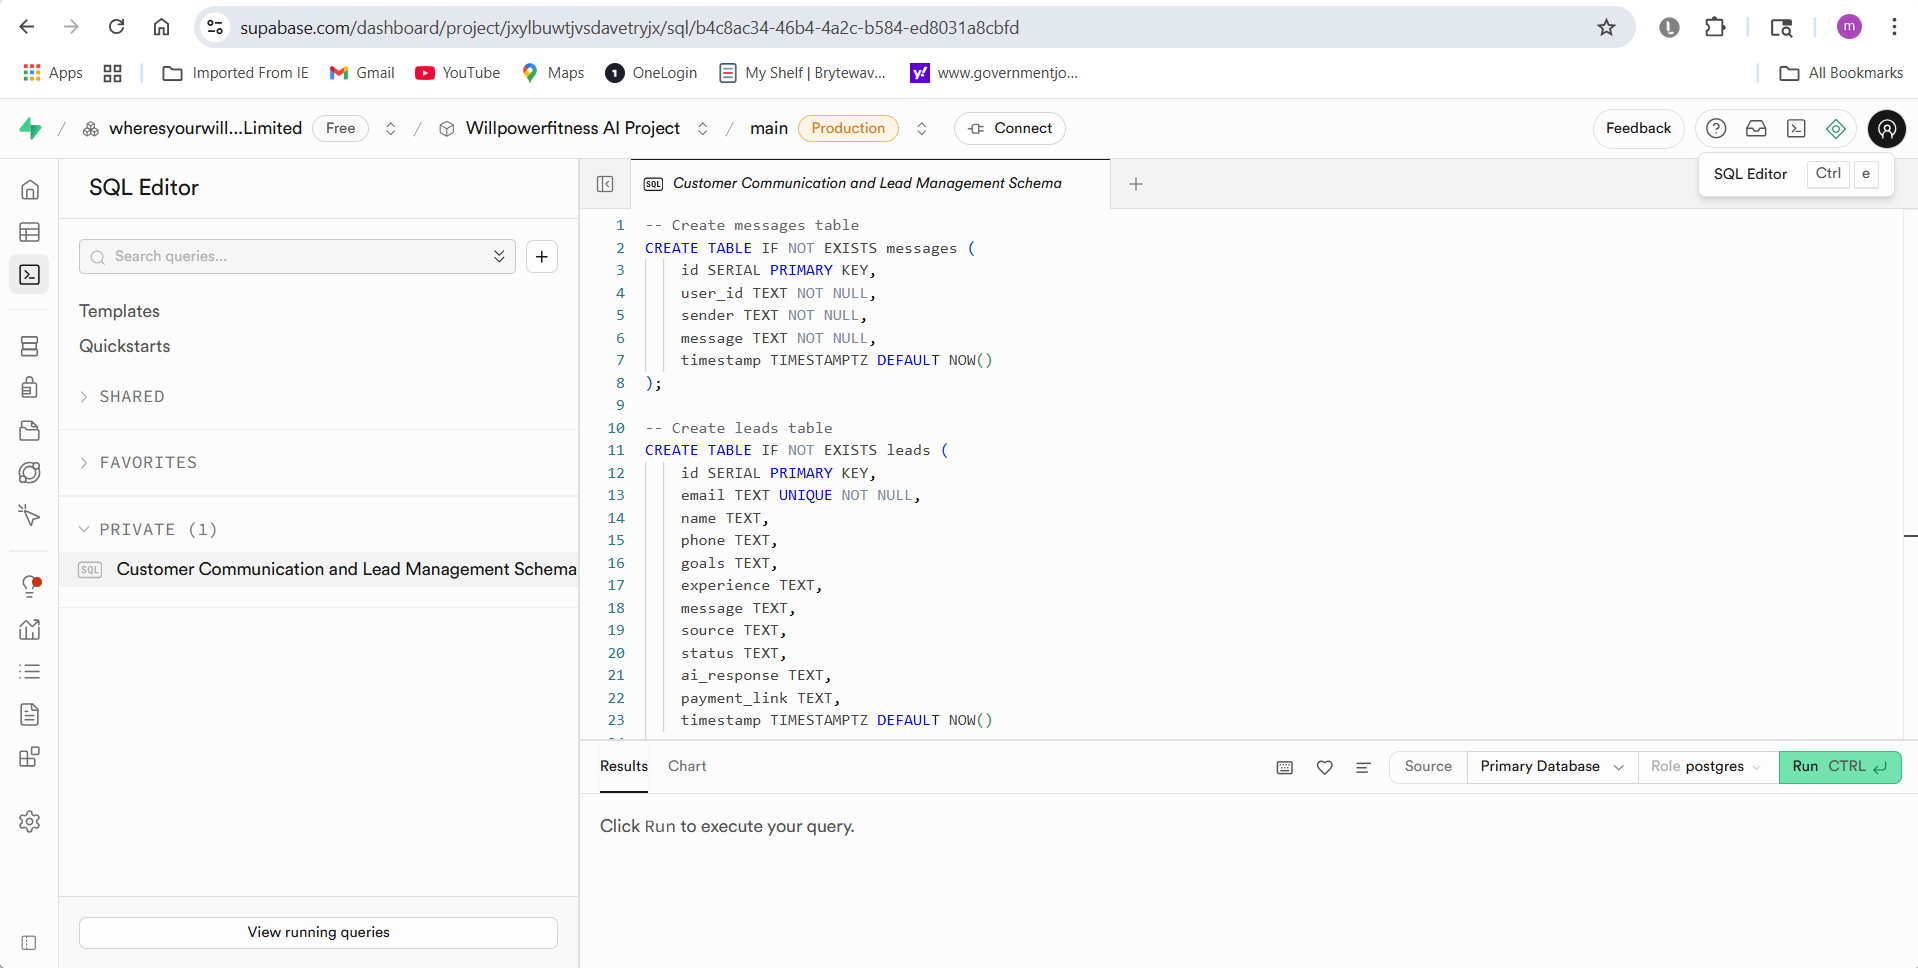 supabase.com/dashboard/project/jxylbuwtjvsdavetryjx/sql/b4c8ac34-46b4-4a2c-b584-ed8031a8cbfd
m
Apps
Imported From IE
Gmail
YouTube
Maps
OneLogin
My Shelf | Brytewav...
www.governmentjo...
All Bookmarks
/ wheresyourwill...Limited Free / Willpowerfitness AI Project / main Production Connect
Feedback
SQL Editor Ctrl e
SQL Editor
Search queries...
Templates
Quickstarts
SHARED
FAVORITES
PRIVATE (1)
SQL Customer Communication and Lead Management Schema
View running queries
SQL Customer Communication and Lead Management Schema
1 -- Create messages table
2 CREATE TABLE IF NOT EXISTS messages (
3 id SERIAL PRIMARY KEY,
4 user_id TEXT NOT NULL,
5 sender TEXT NOT NULL,
6 message TEXT NOT NULL,
7 timestamp TIMESTAMPTZ DEFAULT NOW()
8 );
9
10 -- Create leads table
11 CREATE TABLE IF NOT EXISTS leads (
12 id SERIAL PRIMARY KEY,
13 email TEXT UNIQUE NOT NULL,
14 name TEXT,
15 phone TEXT,
16 goals TEXT,
17 experience TEXT,
18 message TEXT,
19 source TEXT,
20 status TEXT,
21 ai_response TEXT,
22 payment_link TEXT,
23 timestamp TIMESTAMPTZ DEFAULT NOW()
Results Chart
Source Primary Database Role postgres Run CTRL
Click Run to execute your query.